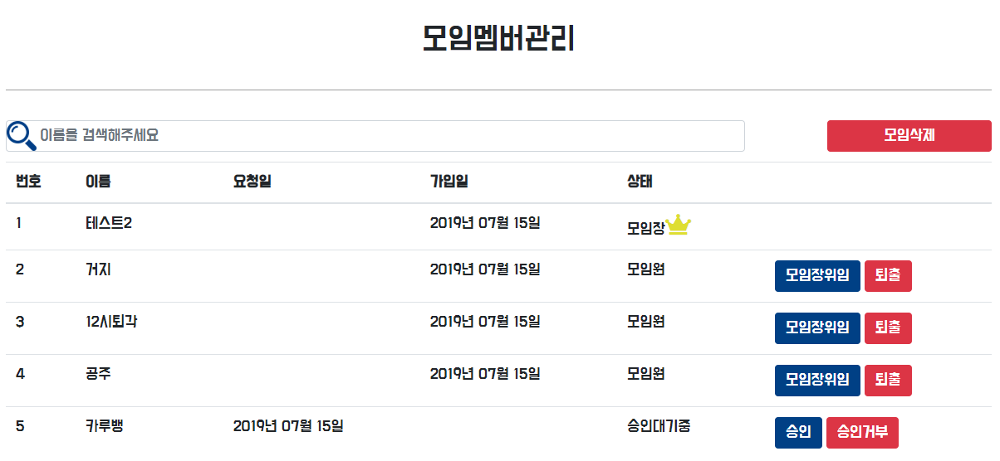 모임멤버관리
이름을 검색해주세요 모임삭제
번호 이름 요청일 가입일 상태
1 테스트2 2019년 07월 15일 모임장
2 거지 2019년 07월 15일 모임원 모임장위임 퇴출
3 12시퇴각 2019년 07월 15일 모임원 모임장위임 퇴출
4 공주 2019년 07월 15일 모임원 모임장위임 퇴출
5 카루뱅 2019년 07월 15일 승인대기중 승인 승인거부